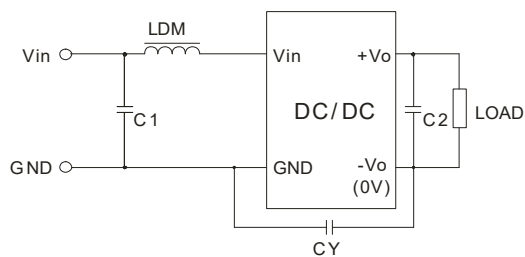 LDM
Vin
Vin
+Vo
C1
DC/DC
C2
LOAD
GND
GND
-Vo
(0V)
CY